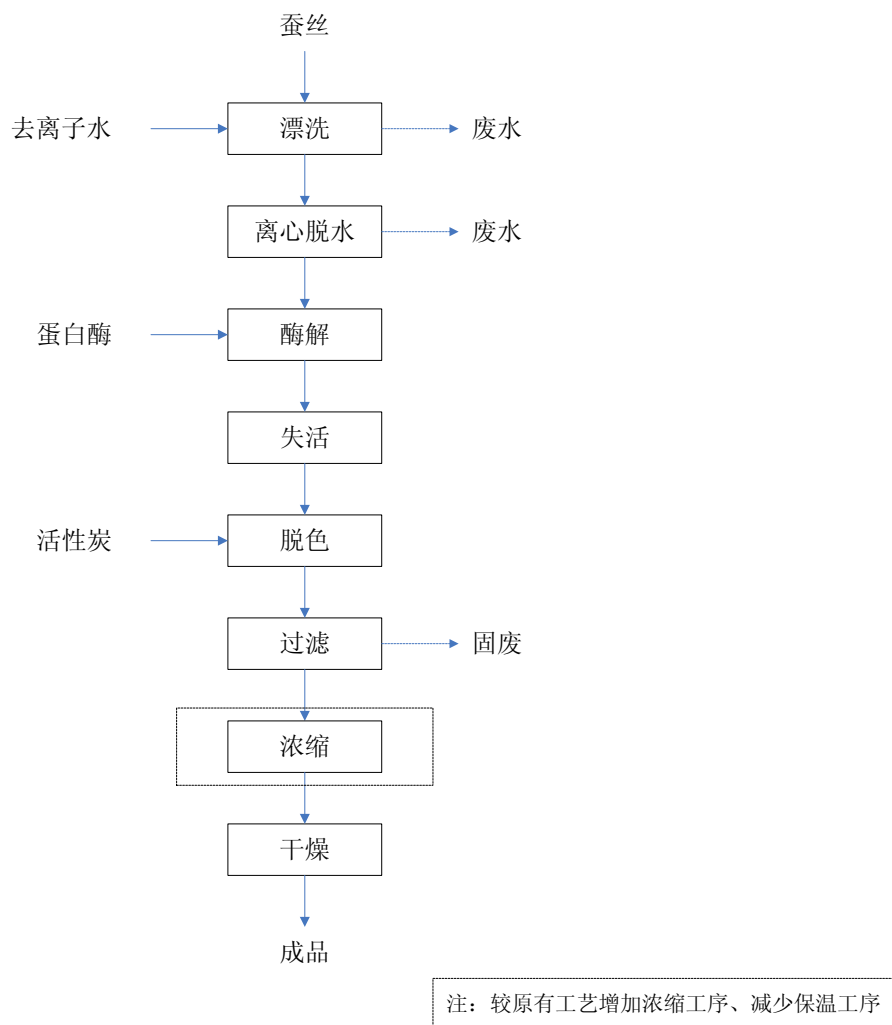 蚕丝
去离子水
漂洗
废水
离心脱水
废水
蛋白酶
酶解
失活
活性炭
脱色
过滤
固废
浓缩
干燥
成品
注：较原有工艺增加浓缩工序、减少保温工序